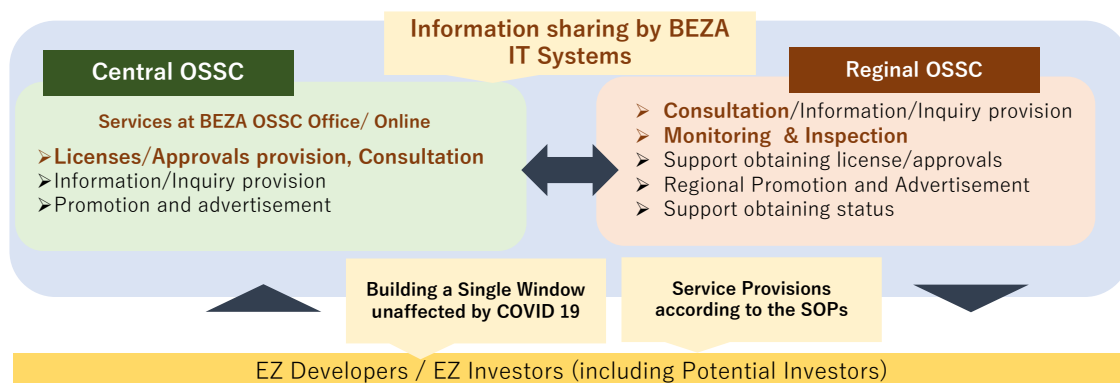 Information sharing by BEZA
IT Systems
Central OSSC
Services at BEZA OSSC Office/ Online
➢Licenses/Approvals provision, Consultation
➢Information/Inquiry provision
➢Promotion and advertisement
Reginal OSSC
➢ Consultation/Information/Inquiry provision
➢ Monitoring & Inspection
➢ Support obtaining license/approvals
➢ Regional Promotion and Advertisement
➢ Support obtaining status
Building a Single Window
unaffected by COVID 19
Service Provisions
according to the SOPs
EZ Developers / EZ Investors (including Potential Investors)